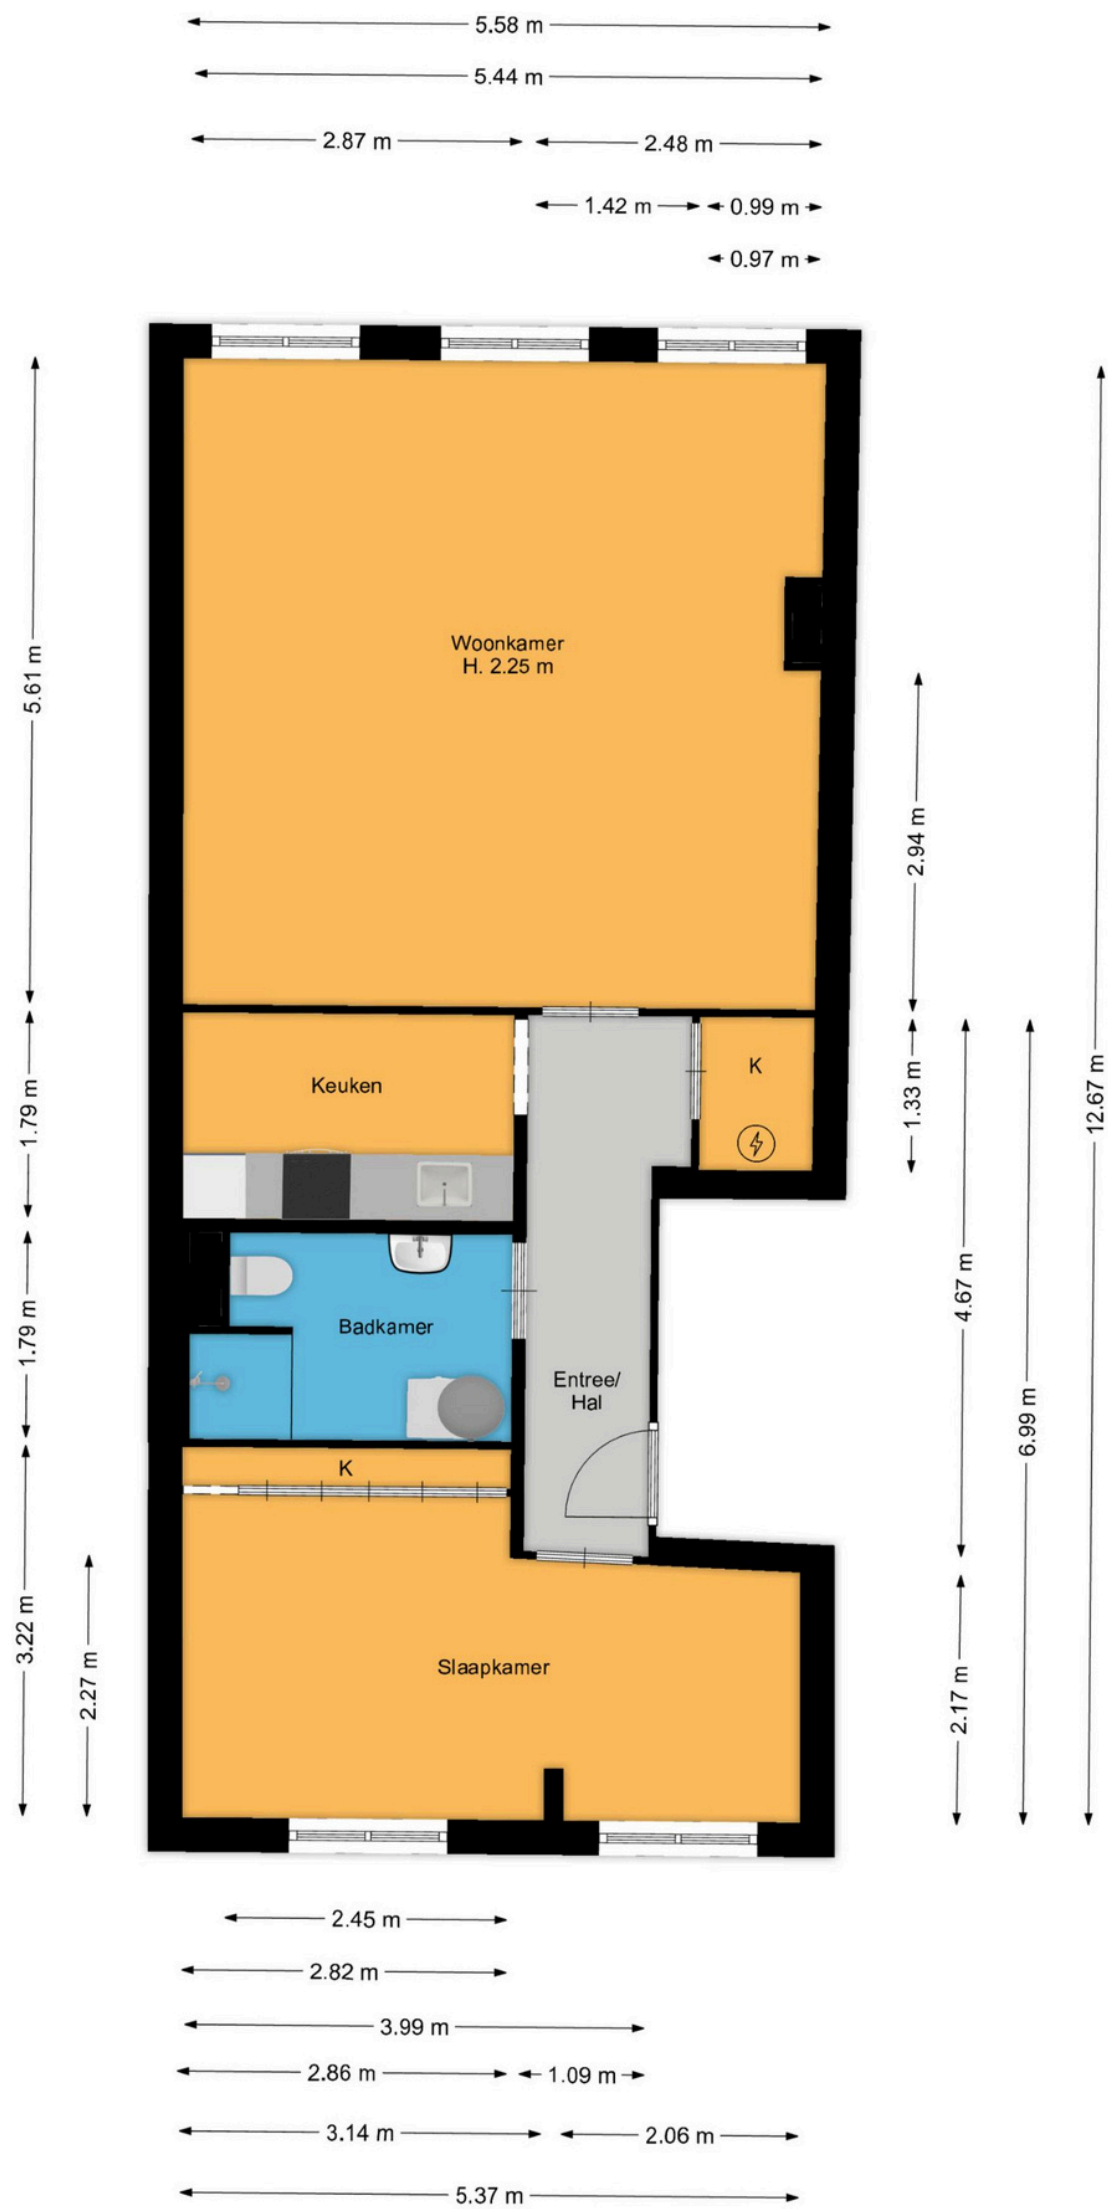 5.58 m
5.44 m
2.87 m
2.48 m
1.42 m
0.99 m
0.97 m
5.61 m
1.79 m
1.79 m
3.22 m
2.27 m
Woonkamer
H. 2.25 m
Keuken
K
Badkamer
Entree/
Hal
K
Slaapkamer
2.94 m
1.33 m
4.67 m
2.17 m
6.99 m
12.67 m
2.45 m
2.82 m
3.99 m
2.86 m
1.09 m
3.14 m
2.06 m
5.37 m